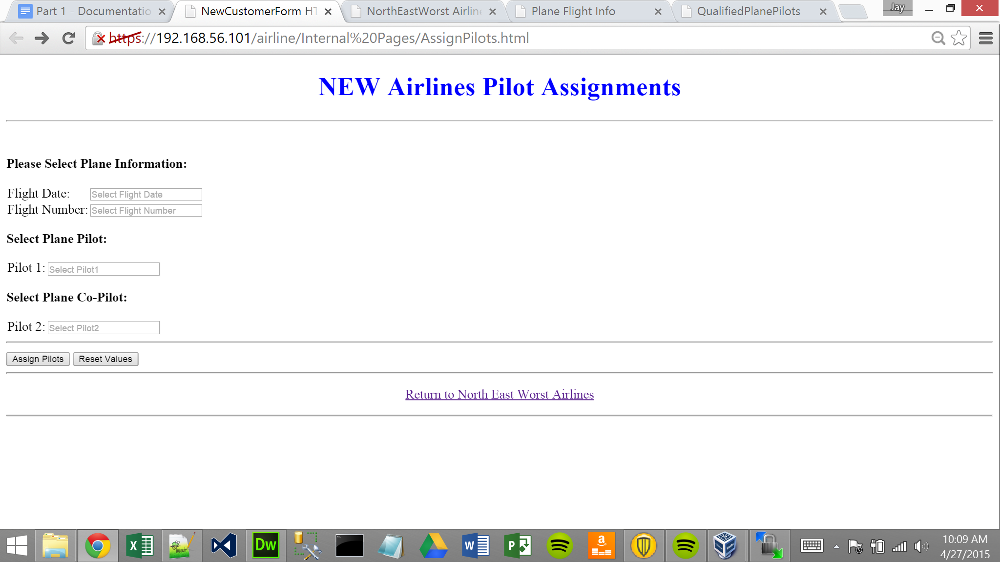 Part 1 - Documentatio
NewCustomerForm HT
NorthEastWorst Airline
Plane Flight Info
QualifiedPlanePilots
Jay
https://192.168.56.101/airline/Internal%20Pages/AssignPilots.html
NEW Airlines Pilot Assignments
Please Select Plane Information:
Flight Date: Select Flight Date
Flight Number: Select Flight Number
Select Plane Pilot:
Pilot 1: Select Pilot1
Select Plane Co-Pilot:
Pilot 2: Select Pilot2
Assign Pilots Reset Values
Return to North East Worst Airlines
Dw
10:09 AM
4/27/2015